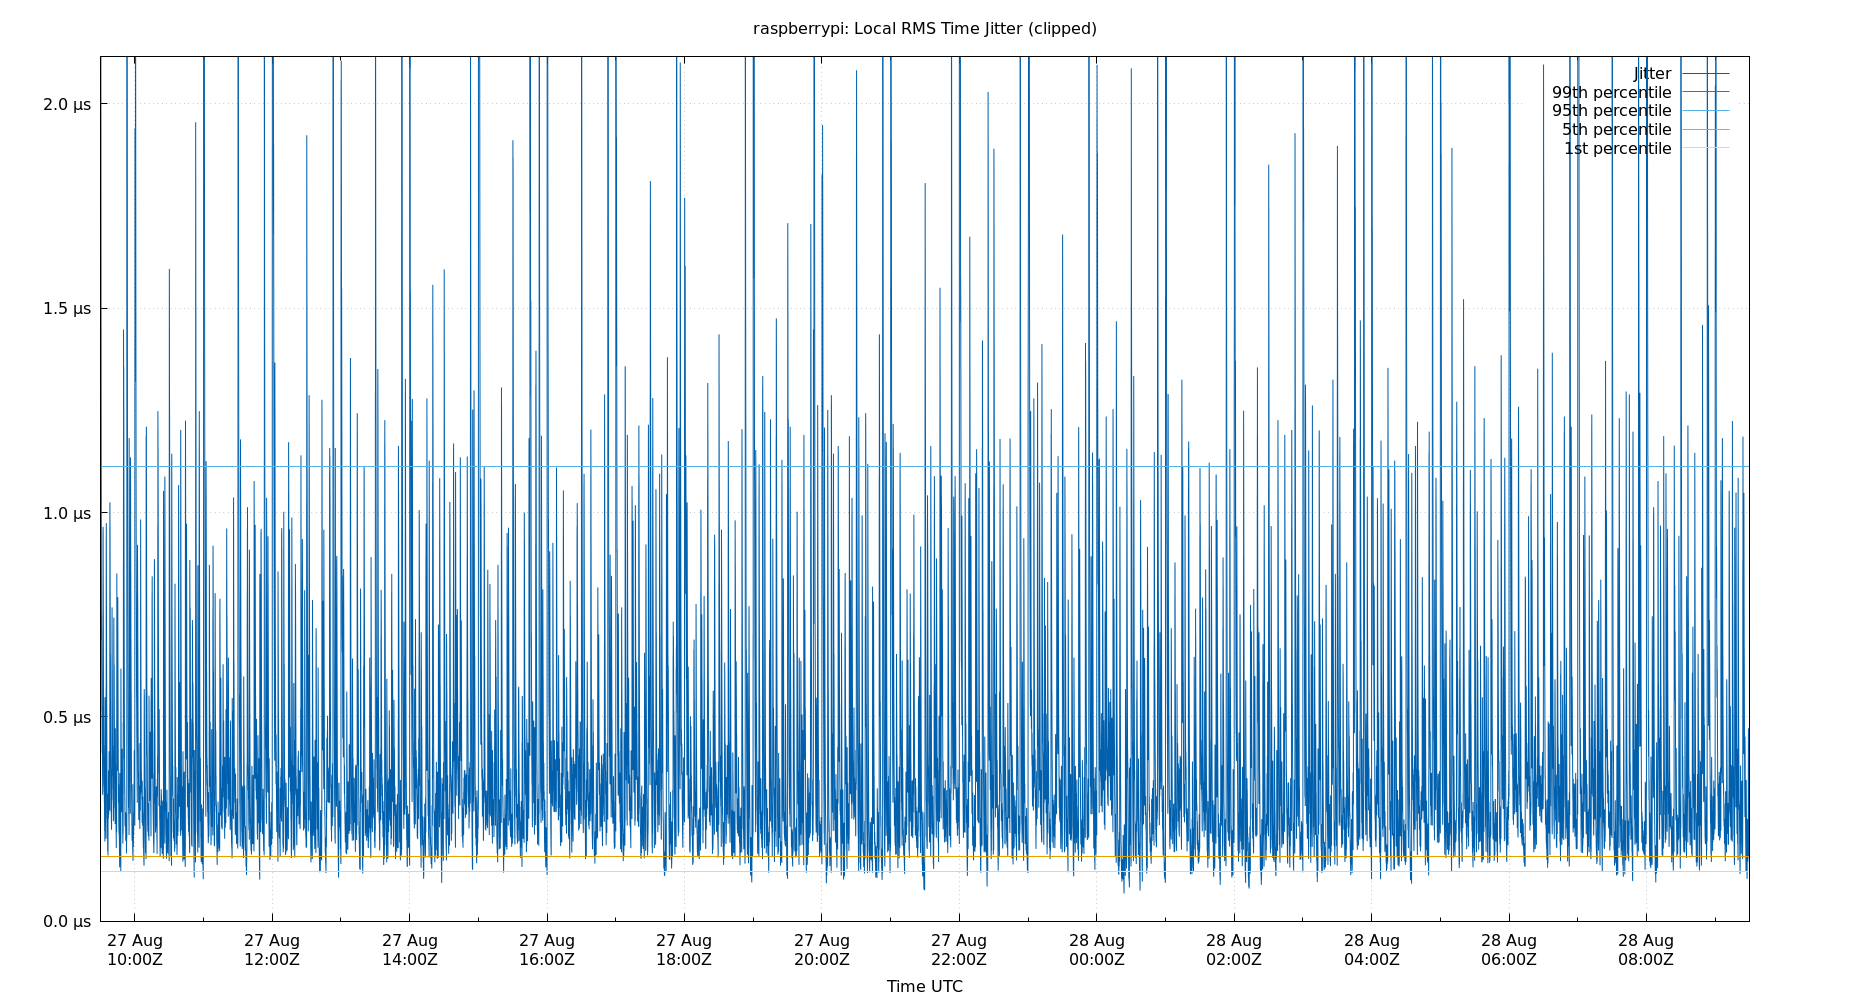 raspberrypi: Local RMS Time Jitter (clipped)
Jitter
99th percentile
95th percentile
5th percentile
1st percentile
2.0 µs
1.5 µs
1.0 µs
0.5 µs
0.0 µs
27 Aug 27 Aug 27 Aug 27 Aug 27 Aug 27 Aug 27 Aug 28 Aug 28 Aug 28 Aug 28 Aug 28 Aug
10:00Z 12:00Z 14:00Z 16:00Z 18:00Z 20:00Z 22:00Z 00:00Z 02:00Z 04:00Z 06:00Z 08:00Z
Time UTC